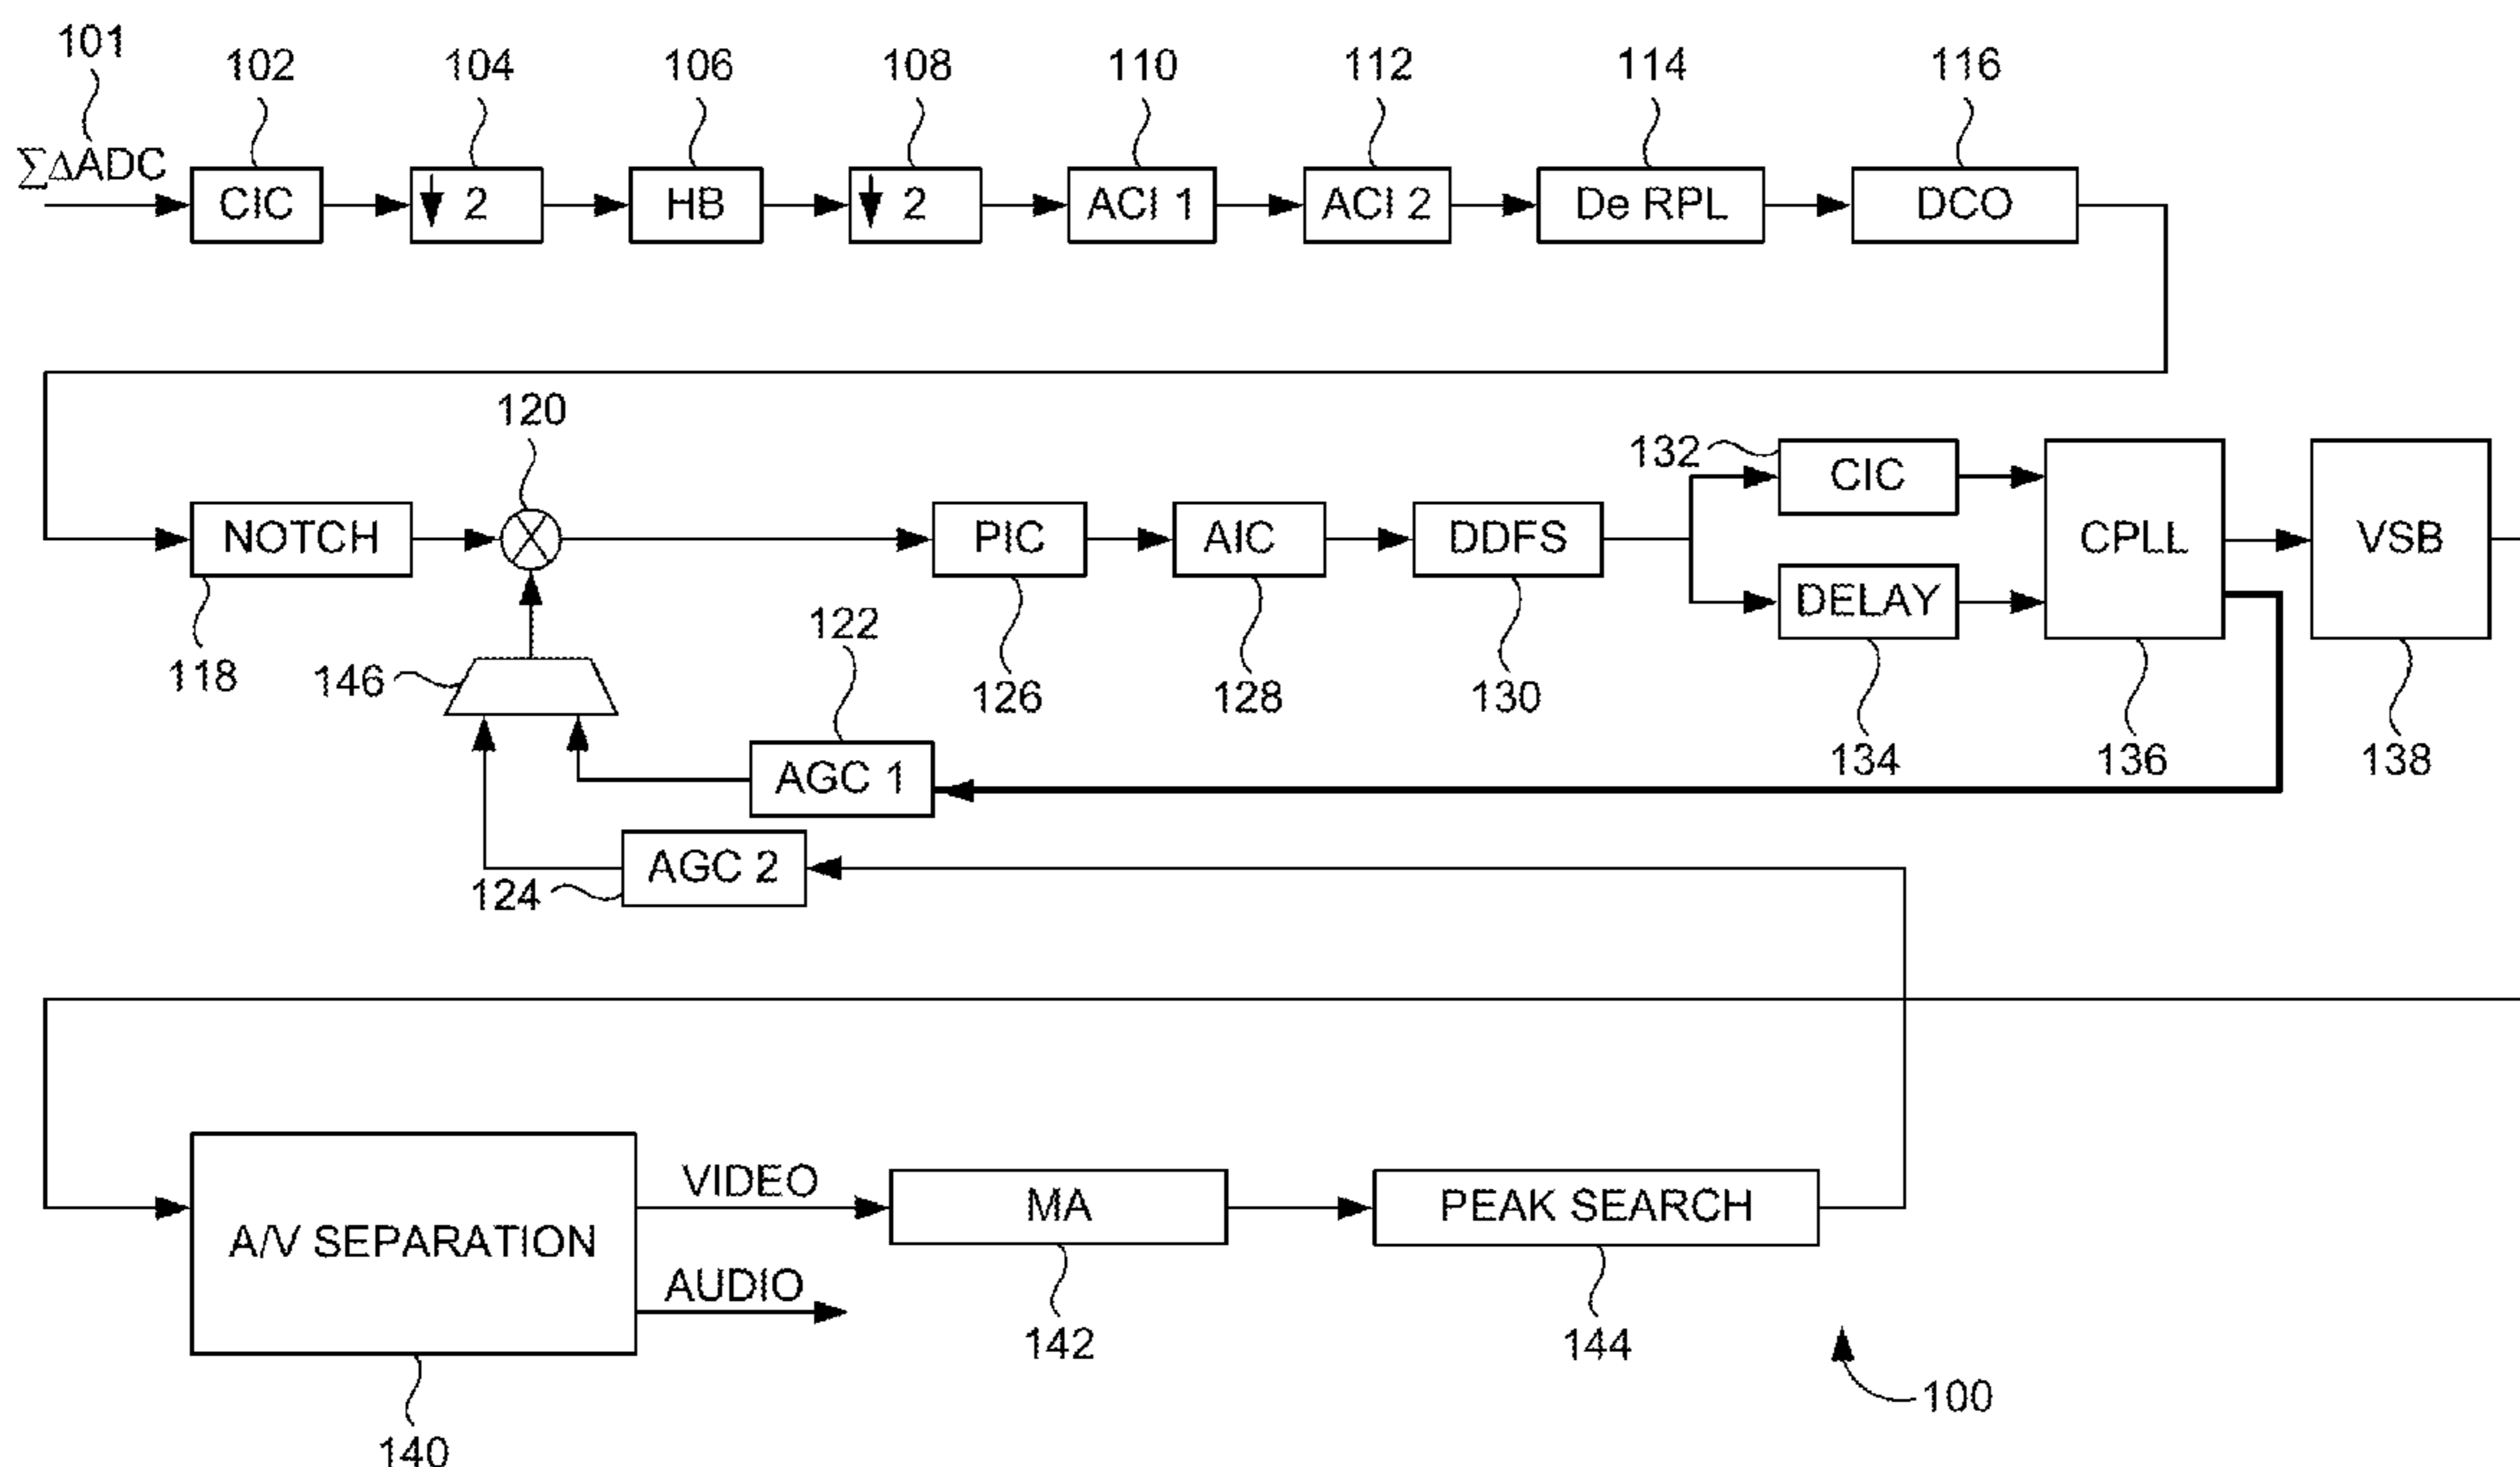 101
102
104
106
108
110
112
114
116
ΣΔADC
CIC
2
HB
2
ACI 1
ACI 2
De RPL
DCO
120
132
CIC
NOTCH
PIC
AIC
DDFS
CPLL
VSB
DELAY
122
118
146
126
128
130
134
136
138
AGC 1
AGC 2
124
VIDEO
MA
PEAK SEARCH
A/V SEPARATION
AUDIO
142
144
100
140